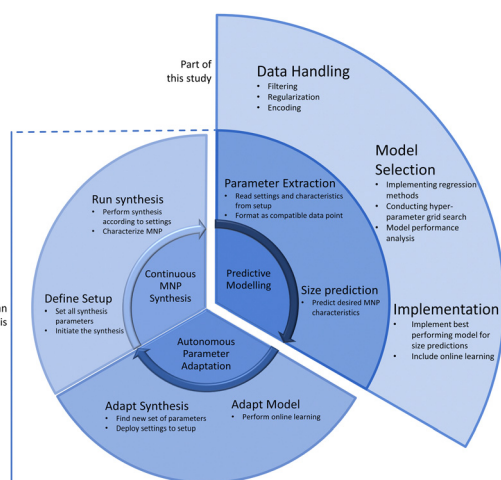 Part of
this study
Data Handling
• Filtering
• Regularization
• Encoding
Model
Selection
• Implementing regression
methods
• Conducting hyper-
parameter grid search
• Model performance
analysis
Implementation
• Implement best
performing model for
size predictions
• Include online learning
Parameter Extraction
• Read settings and characteristics
from setup
• Format as compatible data point
Size prediction
• Predict desired MNP
characteristics
Predictive
Modelling
Run synthesis
• Perform synthesis
according to settings
• Characterize MNP
Define Setup
• Set all synthesis
parameters
• Initiate the synthesis
Continuous
MNP
Synthesis
Autonomous
Parameter
Adaptation
Adapt Synthesis
• Find new set of parameters
• Deploy settings to setup
Adapt Model
• Perform online learning